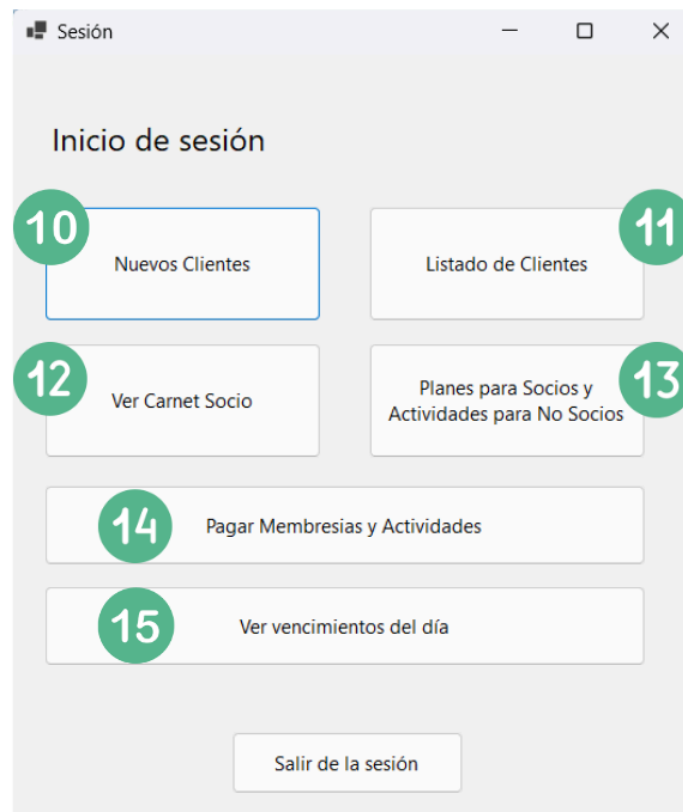 Sesión
Inicio de sesión
10
Nuevos Clientes
11
Listado de Clientes
12
Ver Carnet Socio
13
Planes para Socios y
Actividades para No Socios
14
Pagar Membresias y Actividades
15
Ver vencimientos del día
Salir de la sesión